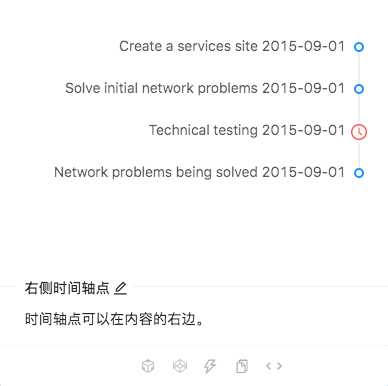 Create a services site 2015-09-01
Solve initial network problems 2015-09-01
Technical testing 2015-09-01
Network problems being solved 2015-09-01
右侧时间轴点
时间轴点可以在内容的右边。